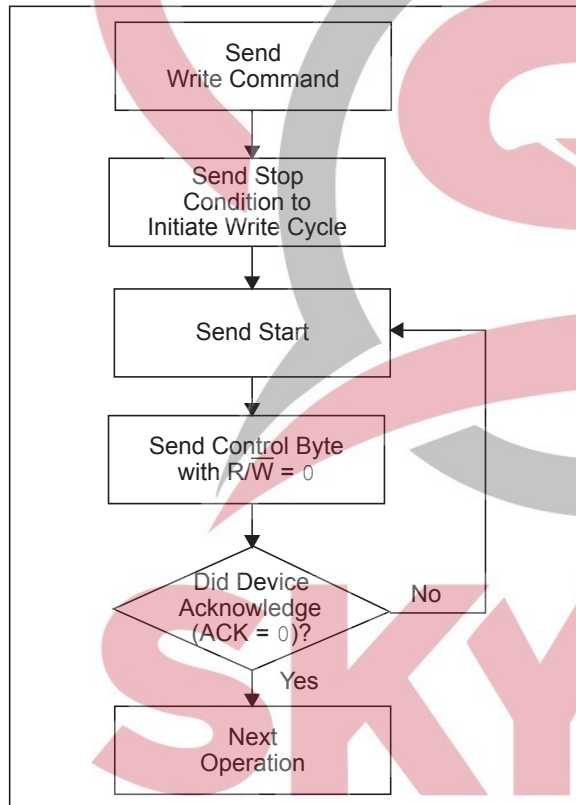 Send
Write Command
Send Stop
Condition to
Initiate Write Cycle
Send Start
Send Control Byte
with R/W̅ = 0
Did Device
Acknowledge
(ACK = 0)?
No
Yes
Next
Operation
SKY